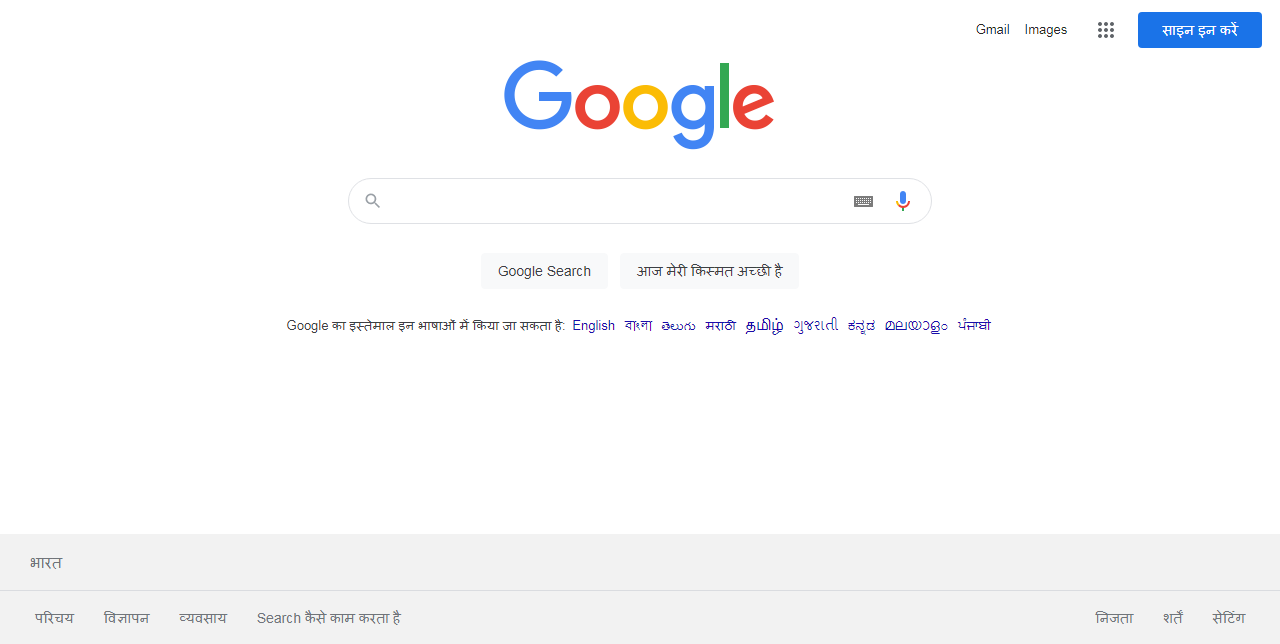 Gmail Images साइन इन करें
Google
Google Search आज मेरी किस्मत अच्छी है
Google का इस्तेमाल इन भाषाओं में किया जा सकता है: English বাংলা తెలుగు मराठी தமிழ் ગુજરાતી ಕನ್ನಡ മലയാളം ਪੰਜਾਬੀ
भारत
परिचय विज्ञापन व्यवसाय Search कैसे काम करता है निजता शर्तें सेटिंग